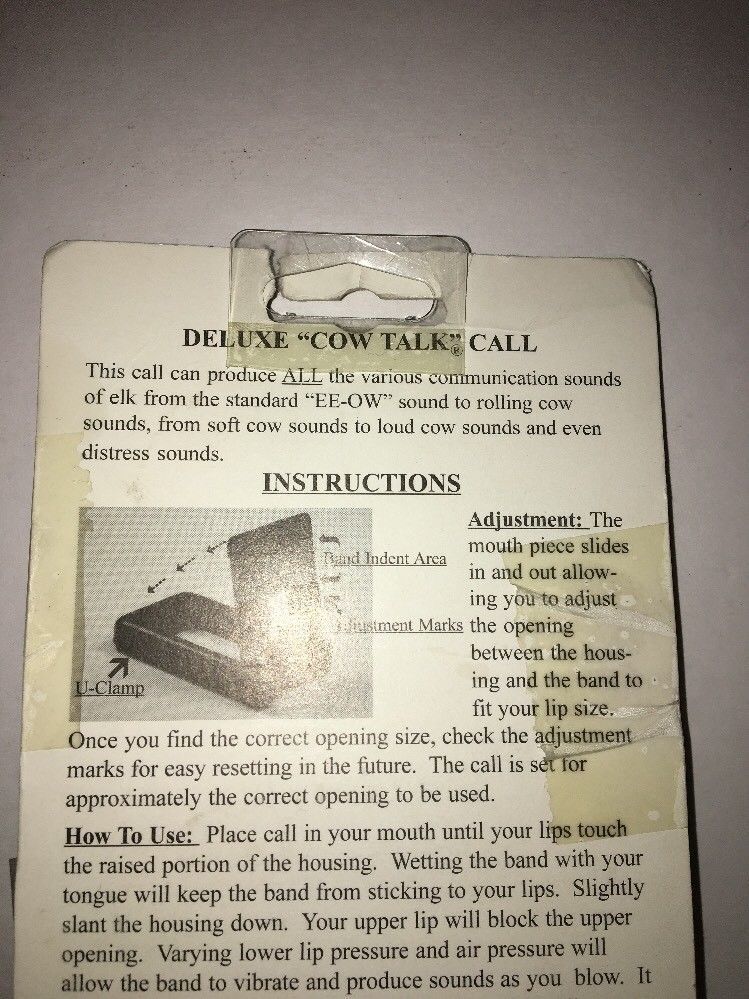 DELUXE “COW TALK”® CALL
This call can produce ALL the various communication sounds
of elk from the standard “EE-OW” sound to rolling cow
sounds, from soft cow sounds to loud cow sounds and even
distress sounds.
INSTRUCTIONS
Band Indent Area
Marks
U-Clamp
Adjustment: The
mouth piece slides
in and out allow-
ing you to adjust
the opening
between the hous-
ing and the band to
fit your lip size.
Once you find the correct opening size, check the adjustment
marks for easy resetting in the future. The call is set for
approximately the correct opening to be used.
How To Use: Place call in your mouth until your lips touch
the raised portion of the housing. Wetting the band with your
tongue will keep the band from sticking to your lips. Slightly
slant the housing down. Your upper lip will block the upper
opening. Varying lower lip pressure and air pressure will
allow the band to vibrate and produce sounds as you blow. It